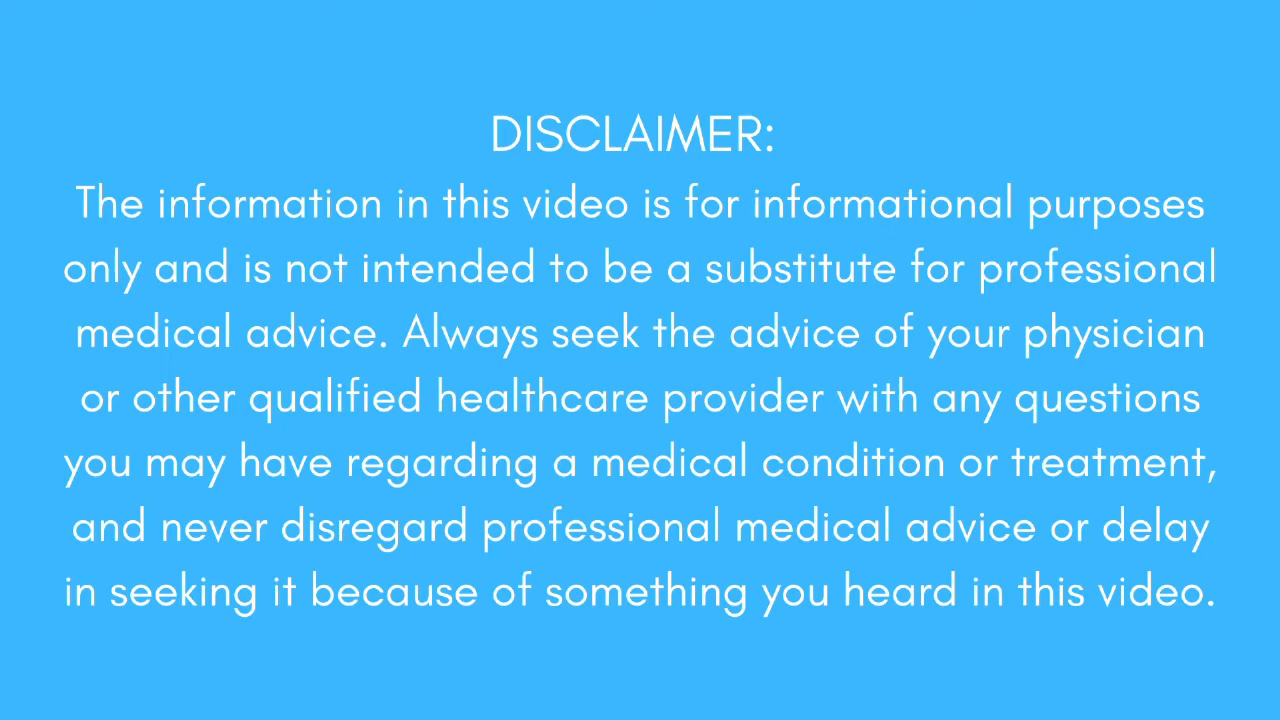 DISCLAIMER:
The information in this video is for informational purposes
only and is not intended to be a substitute for professional
medical advice. Always seek the advice of your physician
or other qualified healthcare provider with any questions
you may have regarding a medical condition or treatment,
and never disregard professional medical advice or delay
in seeking it because of something you heard in this video.